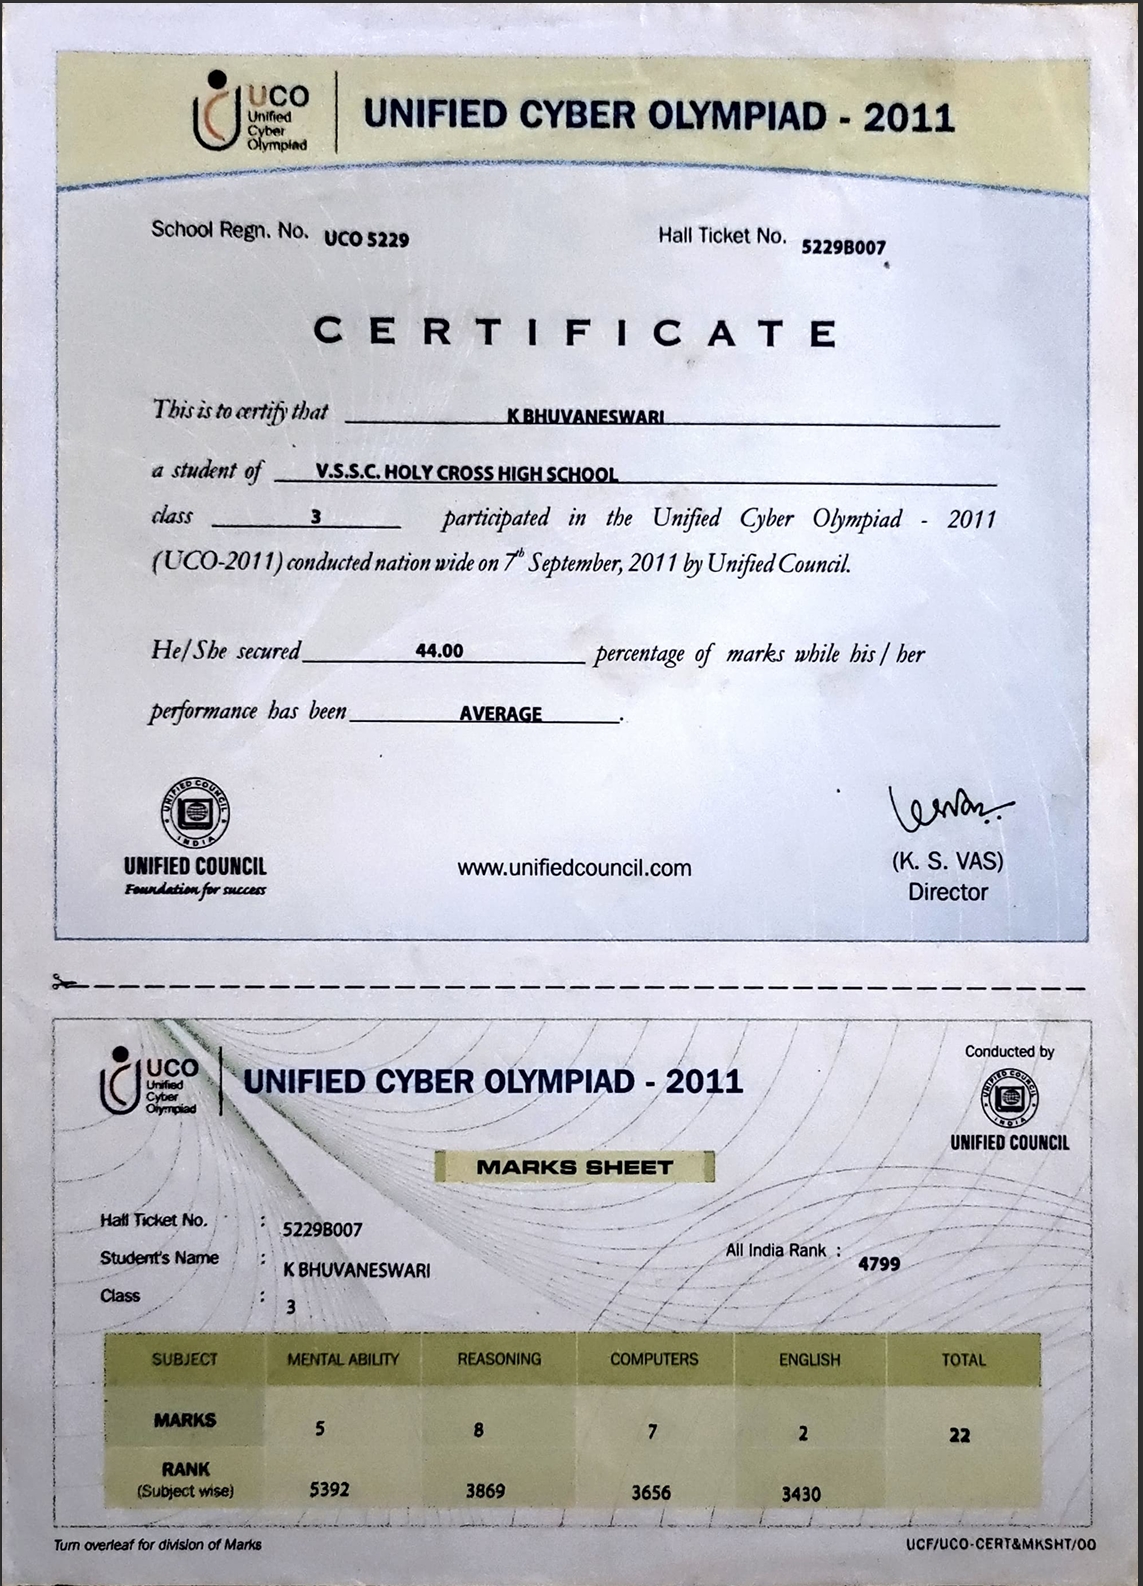 UCO
Unified
Cyber
Olympiad
UNIFIED CYBER OLYMPIAD - 2011
School Regn. No. UCO 5229
Hall Ticket No. 5229B007
CERTIFICATE
This is to certify that K BHUVANESWARI
a student of V.S.S.C. HOLY CROSS HIGH SCHOOL
class 3 participated in the Unified Cyber Olympiad - 2011
(UCO-2011) conducted nation wide on 7th September, 2011 by Unified Council.
He/She secured 44.00 percentage of marks while his / her
performance has been AVERAGE.
UNIFIED COUNCIL
INDIA
UNIFIED COUNCIL
Foundation for success
www.unifiedcouncil.com
(K. S. VAS)
Director
UCO
Unified
Cyber
Olympiad
UNIFIED CYBER OLYMPIAD - 2011
Conducted by
UNIFIED COUNCIL
INDIA
UNIFIED COUNCIL
MARKS SHEET
Hall Ticket No. : 5229B007
Student's Name : K BHUVANESWARI
Class : 3
All India Rank : 4799
SUBJECT MENTAL ABILITY REASONING COMPUTERS ENGLISH TOTAL
MARKS 5 8 7 2 22
RANK
(Subject wise) 5392 3869 3656 3430
Turn overleaf for division of Marks
UCF/UCO-CERT&MKSHT/00